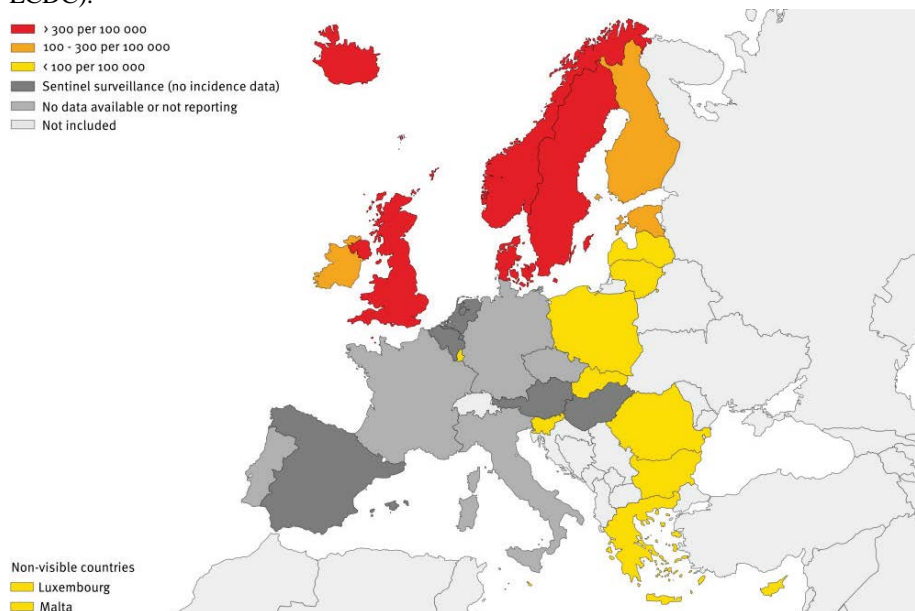 ECDC).
> 300 per 100 000
100 - 300 per 100 000
< 100 per 100 000
Sentinel surveillance (no incidence data)
No data available or not reporting
Not included
Non-visible countries
Luxembourg
Malta